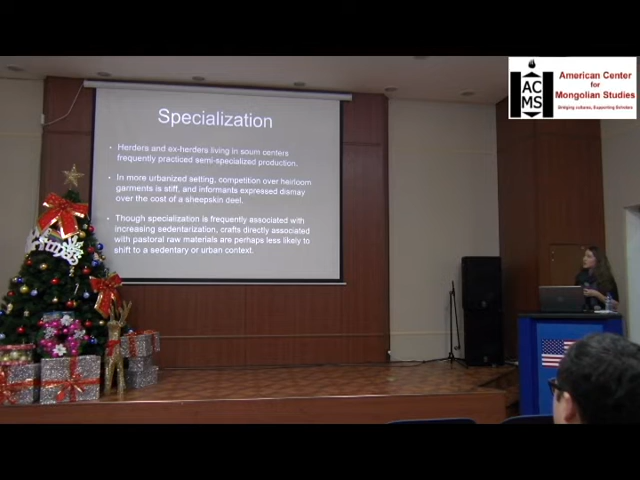 Specialization
• Herders and ex-herders living in soum centers
frequently practiced semi-specialized production.
• In more urbanized setting, competition over heirloom
garments is stiff, and informants expressed dismay
over the cost of a sheepskin deel.
• Though specialization is frequently associated with
increasing sedentarization, crafts directly associated
with pastoral raw materials are perhaps less likely to
shift to a sedentary or urban context.
AC
MS
American Center
for
Mongolian Studies
Bridging cultures, Supporting Scholars